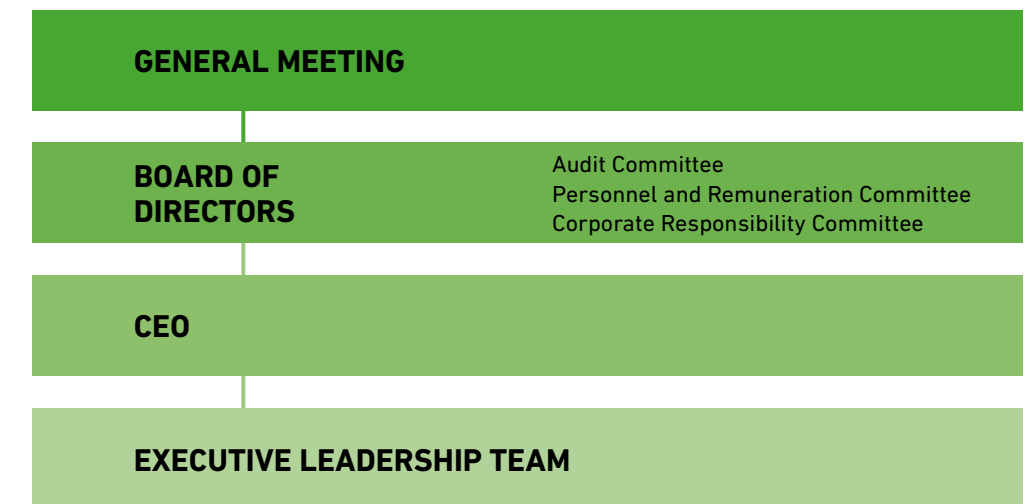 GENERAL MEETING
BOARD OF
DIRECTORS
Audit Committee
Personnel and Remuneration Committee
Corporate Responsibility Committee
CEO
EXECUTIVE LEADERSHIP TEAM